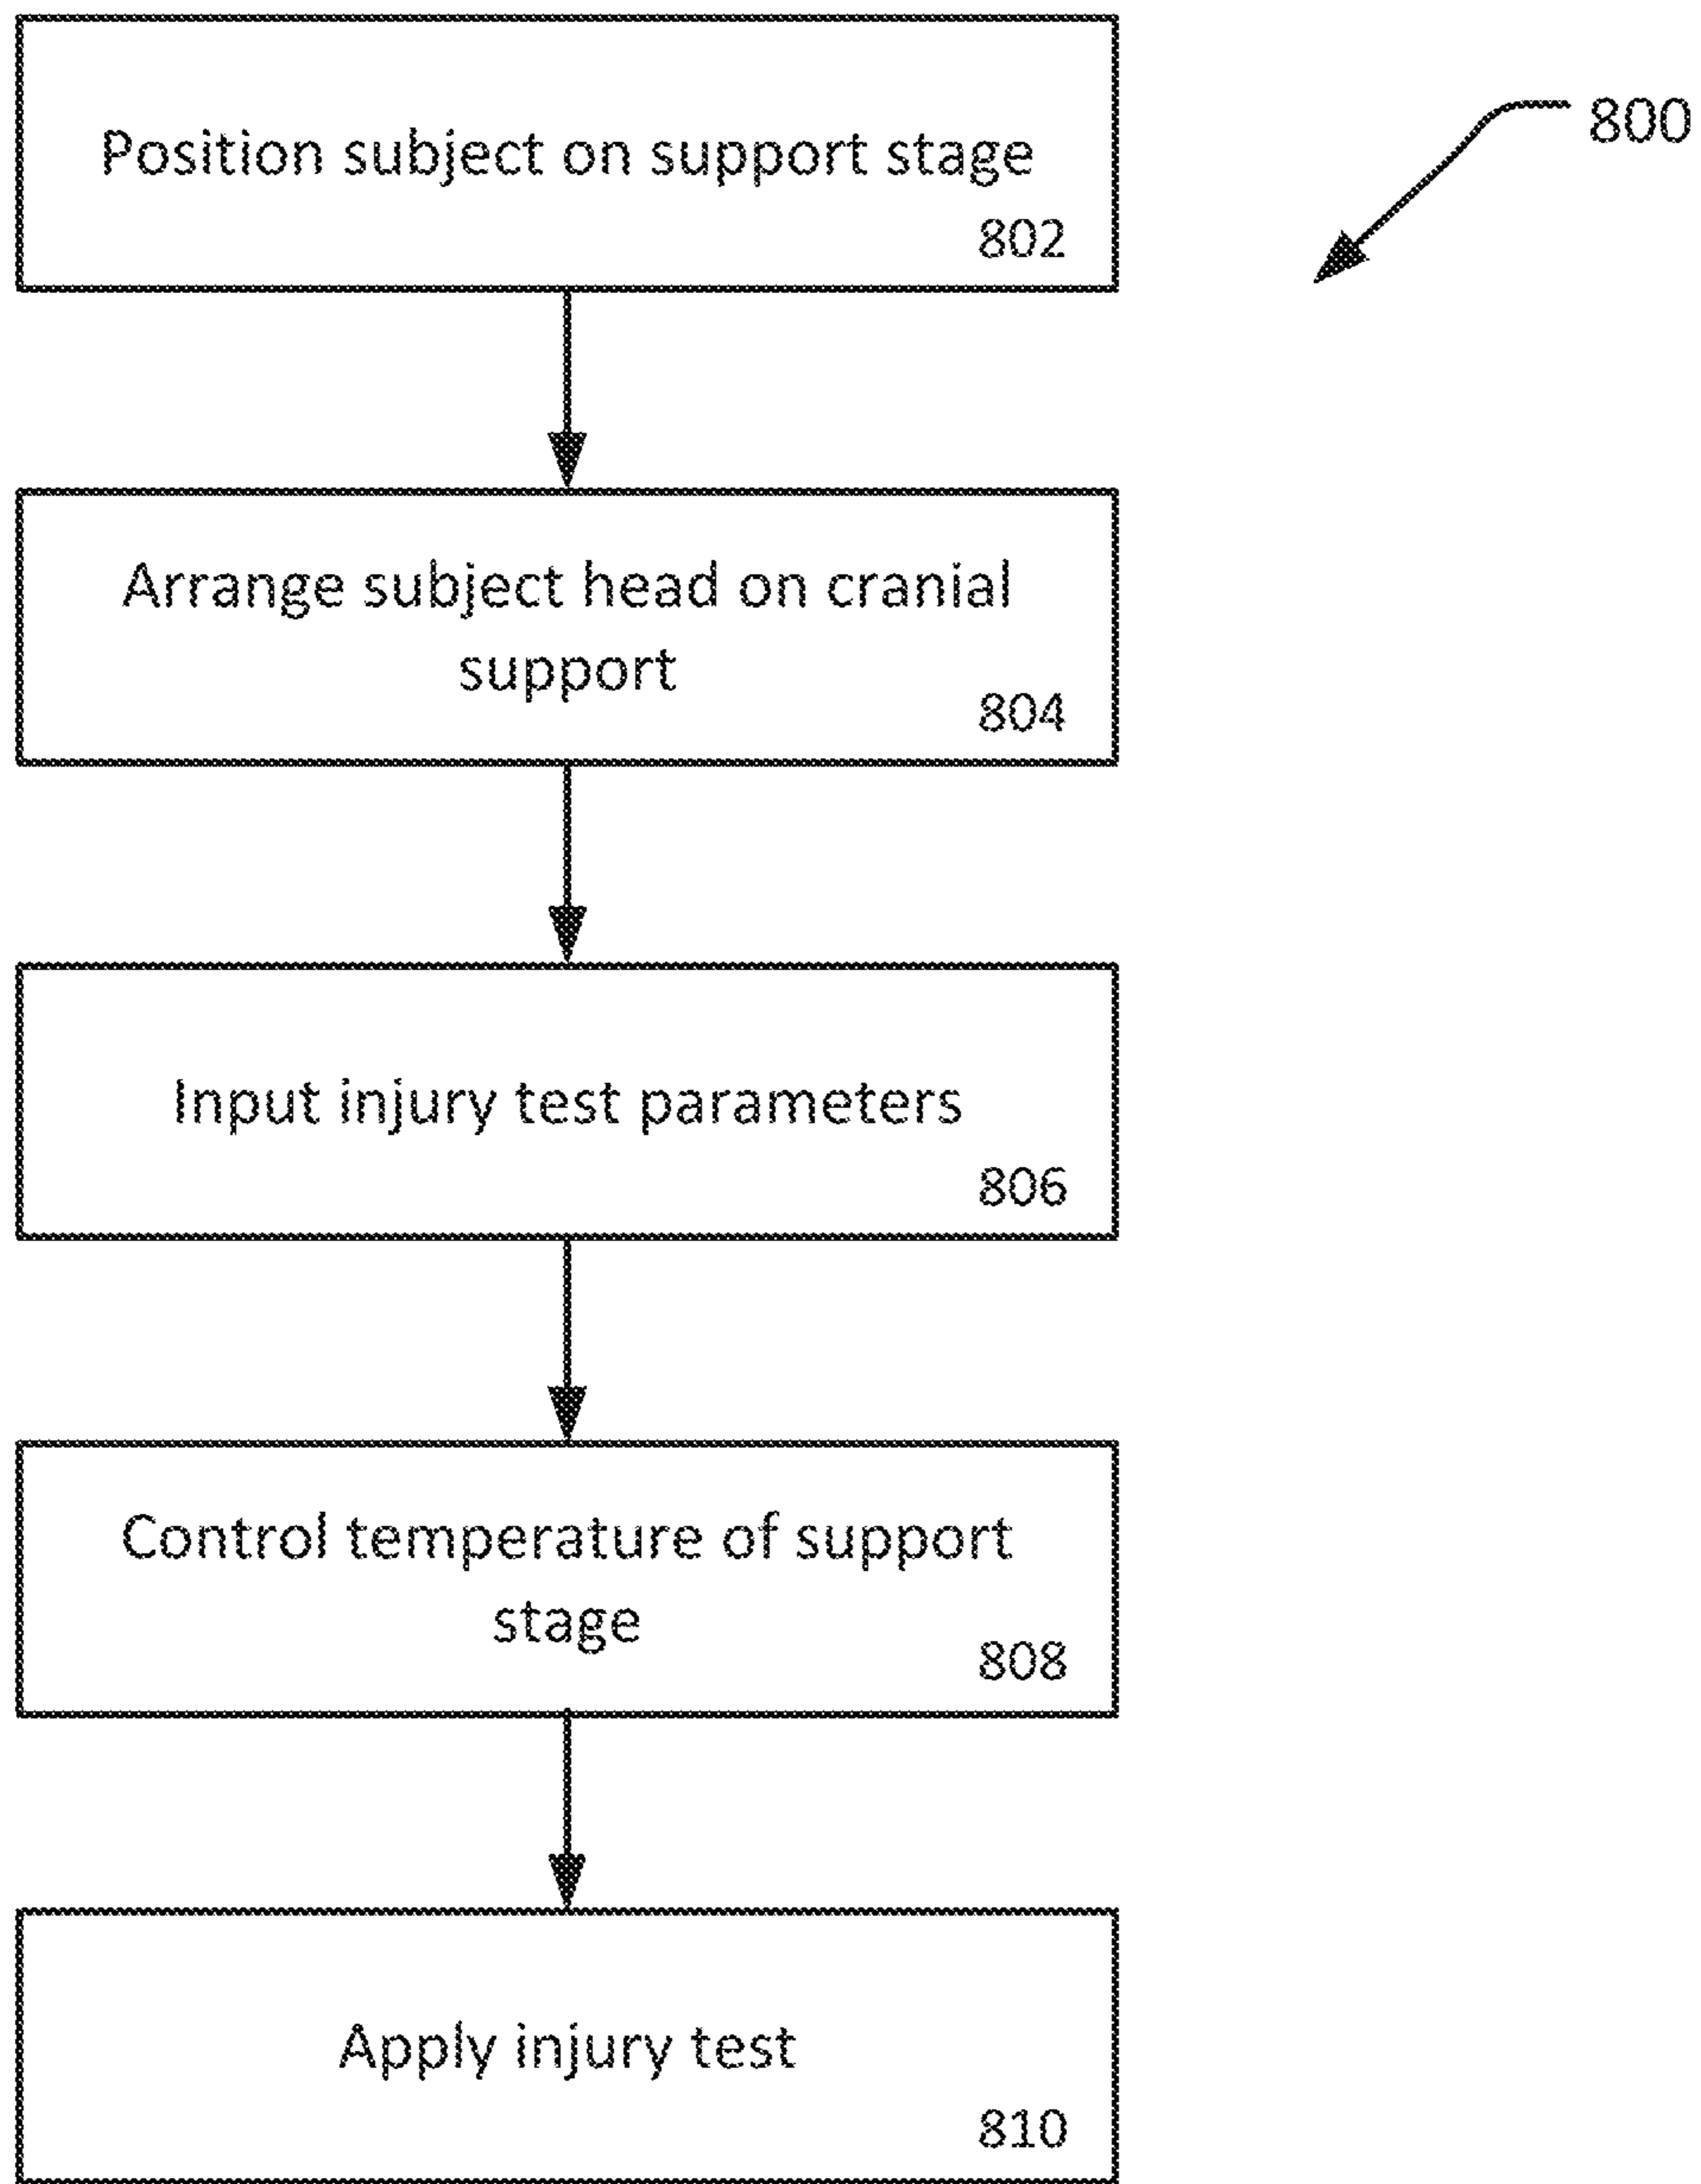 Position subject on support stage
802
800
Arrange subject head on cranial
support
804
Input injury test parameters
806
Control temperature of support
stage
808
Apply injury test
810